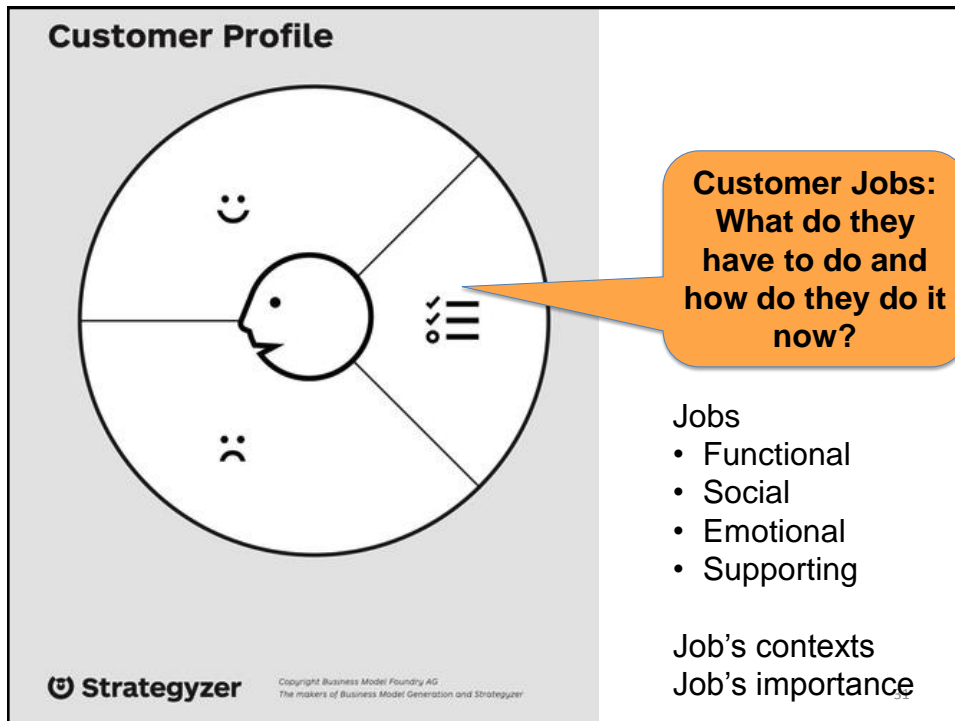 Customer Profile
Customer Jobs:
What do they
have to do and
how do they do it
now?
Jobs
• Functional
• Social
• Emotional
• Supporting
Job's contexts
Job's importance
31
Strategyzer
Copyright Business Model Foundry AG
The makers of Business Model Generation and Strategyzer